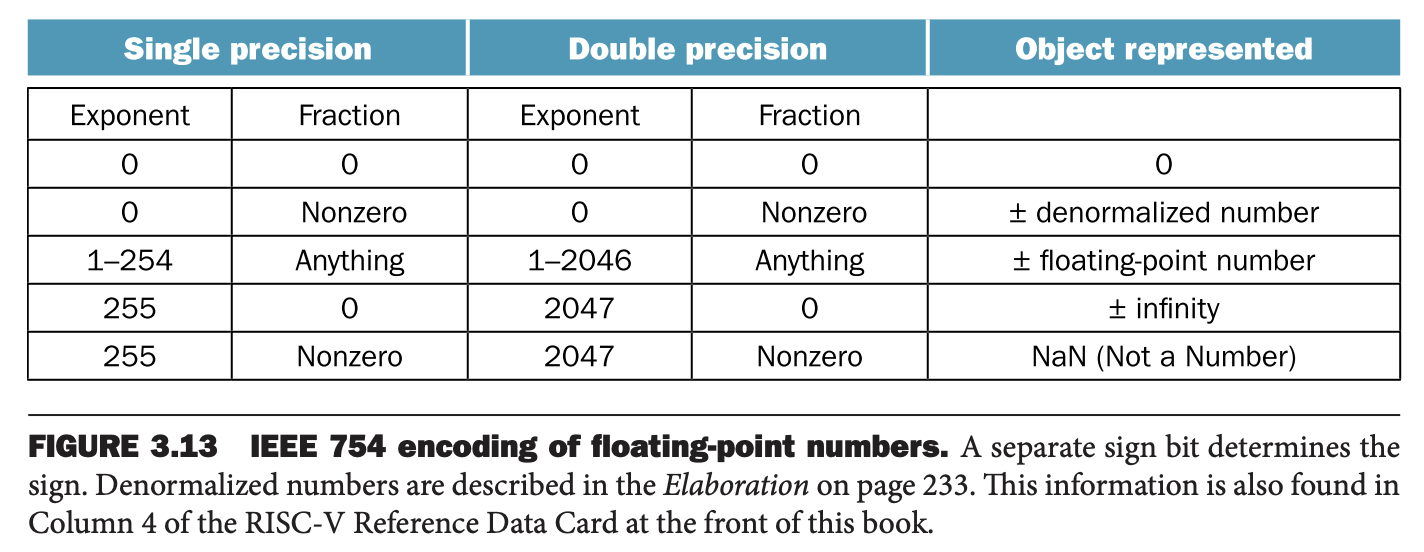 Single precision Double precision Object represented
Exponent Fraction Exponent Fraction
0 0 0 0 0
0 Nonzero 0 Nonzero ± denormalized number
1–254 Anything 1–2046 Anything ± floating-point number
255 0 2047 0 ± infinity
255 Nonzero 2047 Nonzero NaN (Not a Number)
FIGURE 3.13 IEEE 754 encoding of floating-point numbers. A separate sign bit determines the
sign. Denormalized numbers are described in the Elaboration on page 233. This information is also found in
Column 4 of the RISC-V Reference Data Card at the front of this book.